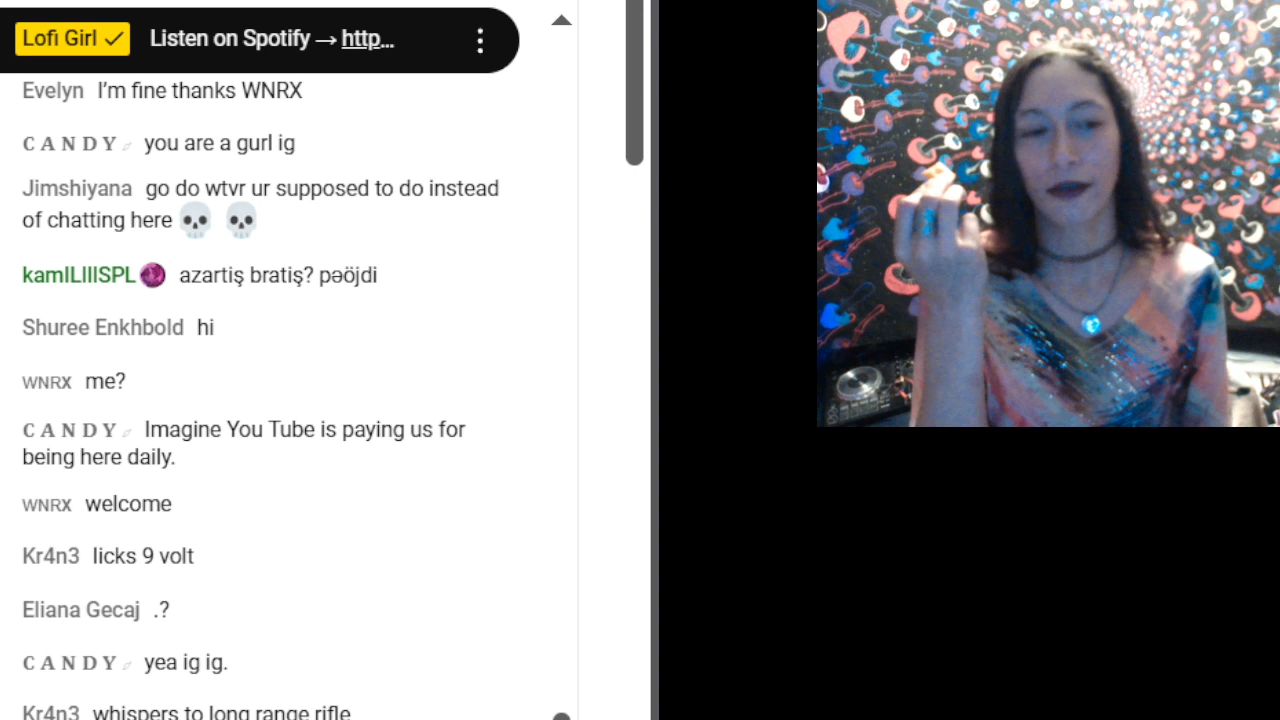 Lofi Girl ✓ Listen on Spotify → http...
Evelyn I'm fine thanks WNRX
C A N D Y you are a gurl ig
Jimshiyana go do wtvr ur supposed to do instead
of chatting here 💀 💀
kamILIIISPL azartiş bratiş? pəöjdi
Shuree Enkhbold hi
WNRX me?
C A N D Y Imagine You Tube is paying us for
being here daily.
WNRX welcome
Kr4n3 licks 9 volt
Eliana Gecaj .?
C A N D Y yea ig ig.
Kr4n3 whispers to long range rifle